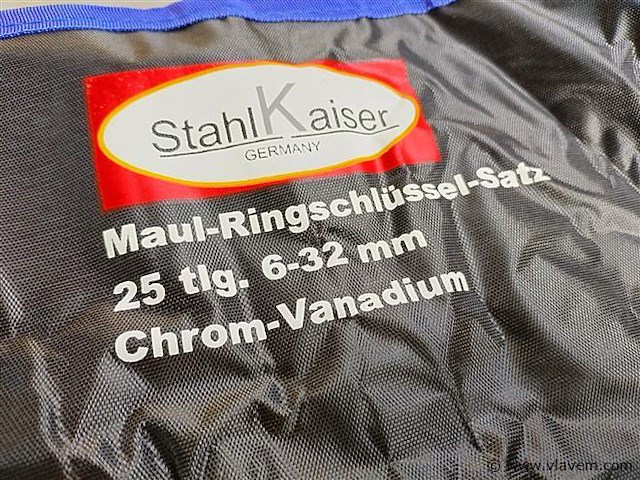 StahlKaiser
GERMANY
Maul-Ringschlüssel-Satz
25 tlg. 6-32 mm
Chrom-Vanadium
© www.vlavem.com